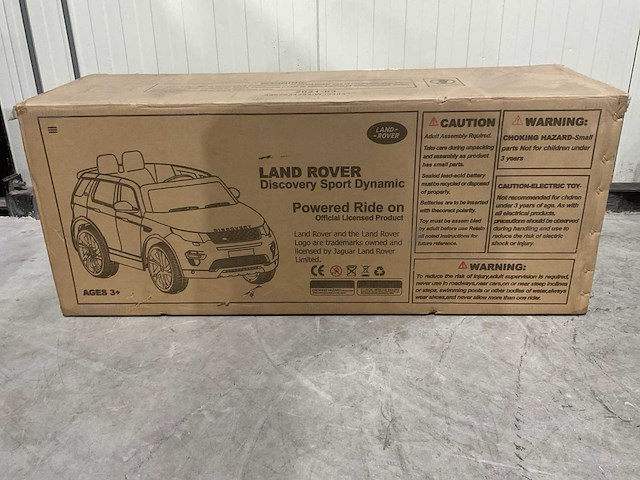 LAND-
-ROVER
LAND ROVER
Discovery Sport Dynamic
Powered Ride on
Official Licensed Product
Land Rover and the Land Rover
Logo are trademarks owned and
licensed by Jaguar Land Rover
Limited.
CE
DISCOVERY
AGES 3+
CAUTION
Adult Assembly Required.
Take care during unpacking
and assembly as product
has small parts.
Sealed lead-acid battery
must be recycled or disposed
of properly.
Batteries are to be inserted
with the correct polarity.
Toy must be assembled
by adult before use. Retain
all noted instructions for
future reference.
WARNING:
CHOKING HAZARD-Small
parts Not for children under
3 years
CAUTION-ELECTRIC TOY-
Not recommended for children
under 3 years of age. As with
all electrical products,
precautions should be observed
during handling and use to
reduce the risk of electric
shock or injury.
WARNING:
To reduce the risk of injury,adult supervision is required,
never use in roadways,near cars,on or near steep inclines
or steps, swimming pools or other bodies of water,always
wear shoes,and never allow more than one rider.